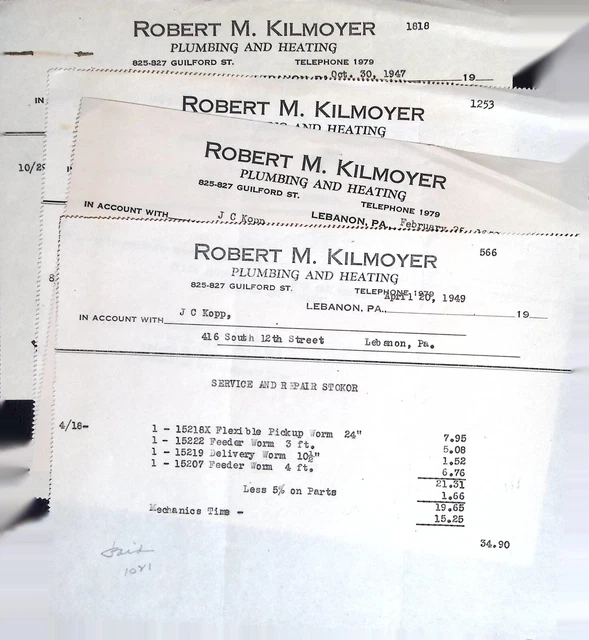 ROBERT M. KILMOYER 1818
PLUMBING AND HEATING
825-827 GUILFORD ST. TELEPHONE 1979
Oct. 30, 1947 19
IN
10/29
ROBERT M. KILMOYER 1253
PLUMBING AND HEATING
8
ROBERT M. KILMOYER
PLUMBING AND HEATING
825-827 GUILFORD ST. TELEPHONE 1979
LEBANON, PA. February
IN ACCOUNT WITH J C Kopp
ROBERT M. KILMOYER 566
PLUMBING AND HEATING
825-827 GUILFORD ST. TELEPHONE 1979
LEBANON, PA., April 20, 1949 19
IN ACCOUNT WITH J C Kopp,
416 South 12th Street Lebanon, Pa.
SERVICE AND REPAIR STOKOR
4/18- 1 - 15218X Flexible Pickup Worm 24" 7.95
1 - 15222 Feeder Worm 3 ft. 5.08
1 - 15219 Delivery Worm 10½" 1.52
1 - 15207 Feeder Worm 4 ft. 6.76
21.31
Less 5% on Parts 1.66
19.65
Mechanics Time - 15.25
34.90